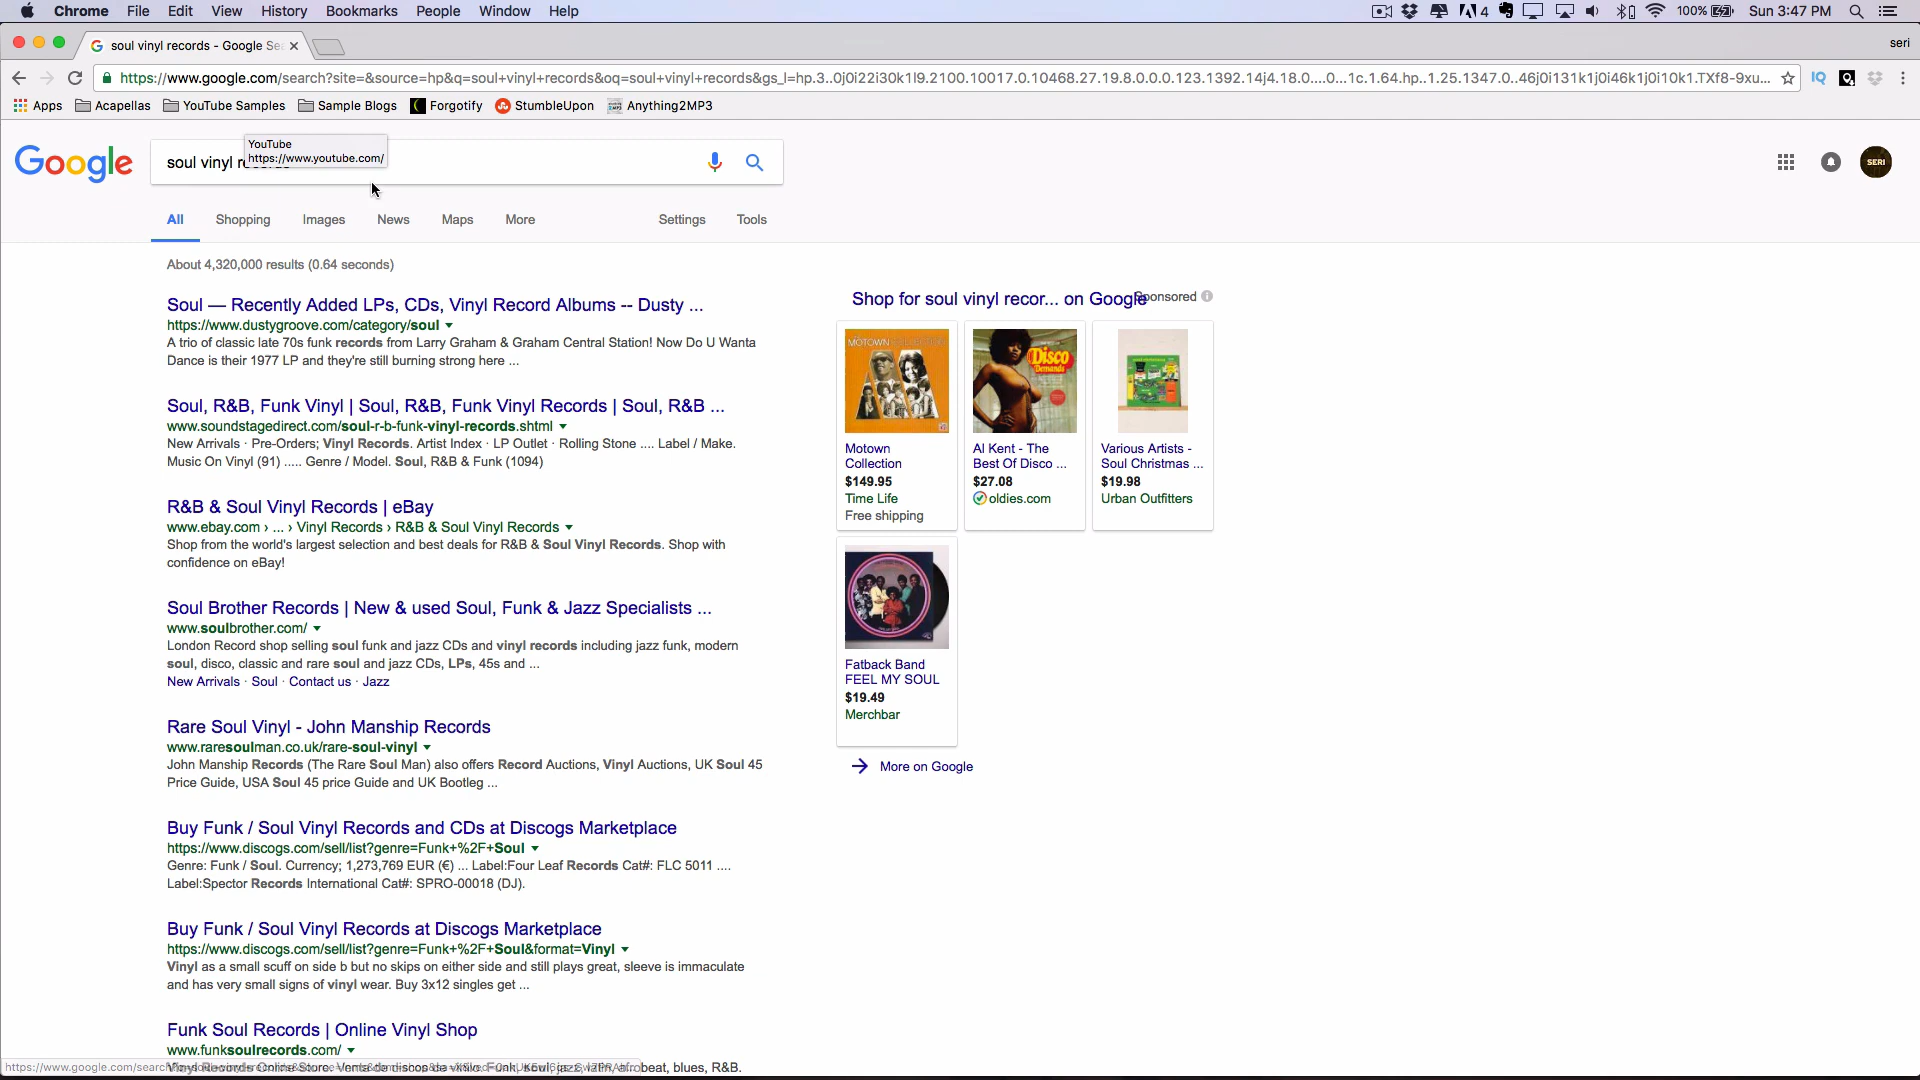 Chrome File Edit View History Bookmarks People Window Help
4 100% Sun 3:47 PM
soul vinyl records - Google Se
seri
https://www.google.com/search?site=&source=hp&q=soul+vinyl+records&oq=soul+vinyl+records&gs_l=hp.3..0j0i22i30k1l9.2100.10017.0.10468.27.19.8.0.0.0.123.1392.14j4.18.0....0...1c.1.64.hp..1.25.1347.0..46j0i131k1j0i46k1j0i10k1.TXf8-9xu...
Apps Acapellas YouTube Samples Sample Blogs Forgotify StumbleUpon Anything2MP3
YouTube
https://www.youtube.com/
Google
soul vinyl records
SERI
All Shopping Images News Maps More Settings Tools
About 4,320,000 results (0.64 seconds)
Soul — Recently Added LPs, CDs, Vinyl Record Albums -- Dusty ...
https://www.dustygroove.com/category/soul
A trio of classic late 70s funk records from Larry Graham & Graham Central Station! Now Do U Wanta
Dance is their 1977 LP and they're still burning strong here ...
Soul, R&B, Funk Vinyl | Soul, R&B, Funk Vinyl Records | Soul, R&B ...
www.soundstagedirect.com/soul-r-b-funk-vinyl-records.shtml
New Arrivals · Pre-Orders; Vinyl Records. Artist Index · LP Outlet · Rolling Stone .... Label / Make.
Music On Vinyl (91) ..... Genre / Model. Soul, R&B & Funk (1094)
R&B & Soul Vinyl Records | eBay
www.ebay.com › ... › Vinyl Records › R&B & Soul Vinyl Records
Shop from the world's largest selection and best deals for R&B & Soul Vinyl Records. Shop with
confidence on eBay!
Soul Brother Records | New & used Soul, Funk & Jazz Specialists ...
www.soulbrother.com/
London Record shop selling soul funk and jazz CDs and vinyl records including jazz funk, modern
soul, disco, classic and rare soul and jazz CDs, LPs, 45s and ...
New Arrivals · Soul · Contact us · Jazz
Rare Soul Vinyl - John Manship Records
www.raresoulman.co.uk/rare-soul-vinyl
John Manship Records (The Rare Soul Man) also offers Record Auctions, Vinyl Auctions, UK Soul 45
Price Guide, USA Soul 45 price Guide and UK Bootleg ...
Buy Funk / Soul Vinyl Records and CDs at Discogs Marketplace
https://www.discogs.com/sell/list?genre=Funk+%2F+Soul
Genre: Funk / Soul. Currency; 1,273,769 EUR (€) ... Label:Four Leaf Records Cat#: FLC 5011 ....
Label:Spector Records International Cat#: SPRO-00018 (DJ).
Buy Funk / Soul Vinyl Records at Discogs Marketplace
https://www.discogs.com/sell/list?genre=Funk+%2F+Soul&format=Vinyl
Vinyl as a small scuff on side b but no skips on either side and still plays great, sleeve is immaculate
and has very small signs of vinyl wear. Buy 3x12 singles get ...
Funk Soul Records | Online Vinyl Shop
www.funksoulrecords.com/
https://www.google.com/search
beat, blues, R&B.
Shop for soul vinyl recor... on Google
Sponsored
MOTOWN
Disco Demands
Motown
Collection
$149.95
Time Life
Free shipping
Al Kent - The
Best Of Disco ...
$27.08
oldies.com
Various Artists -
Soul Christmas ...
$19.98
Urban Outfitters
Fatback Band
FEEL MY SOUL
$19.49
Merchbar
More on Google